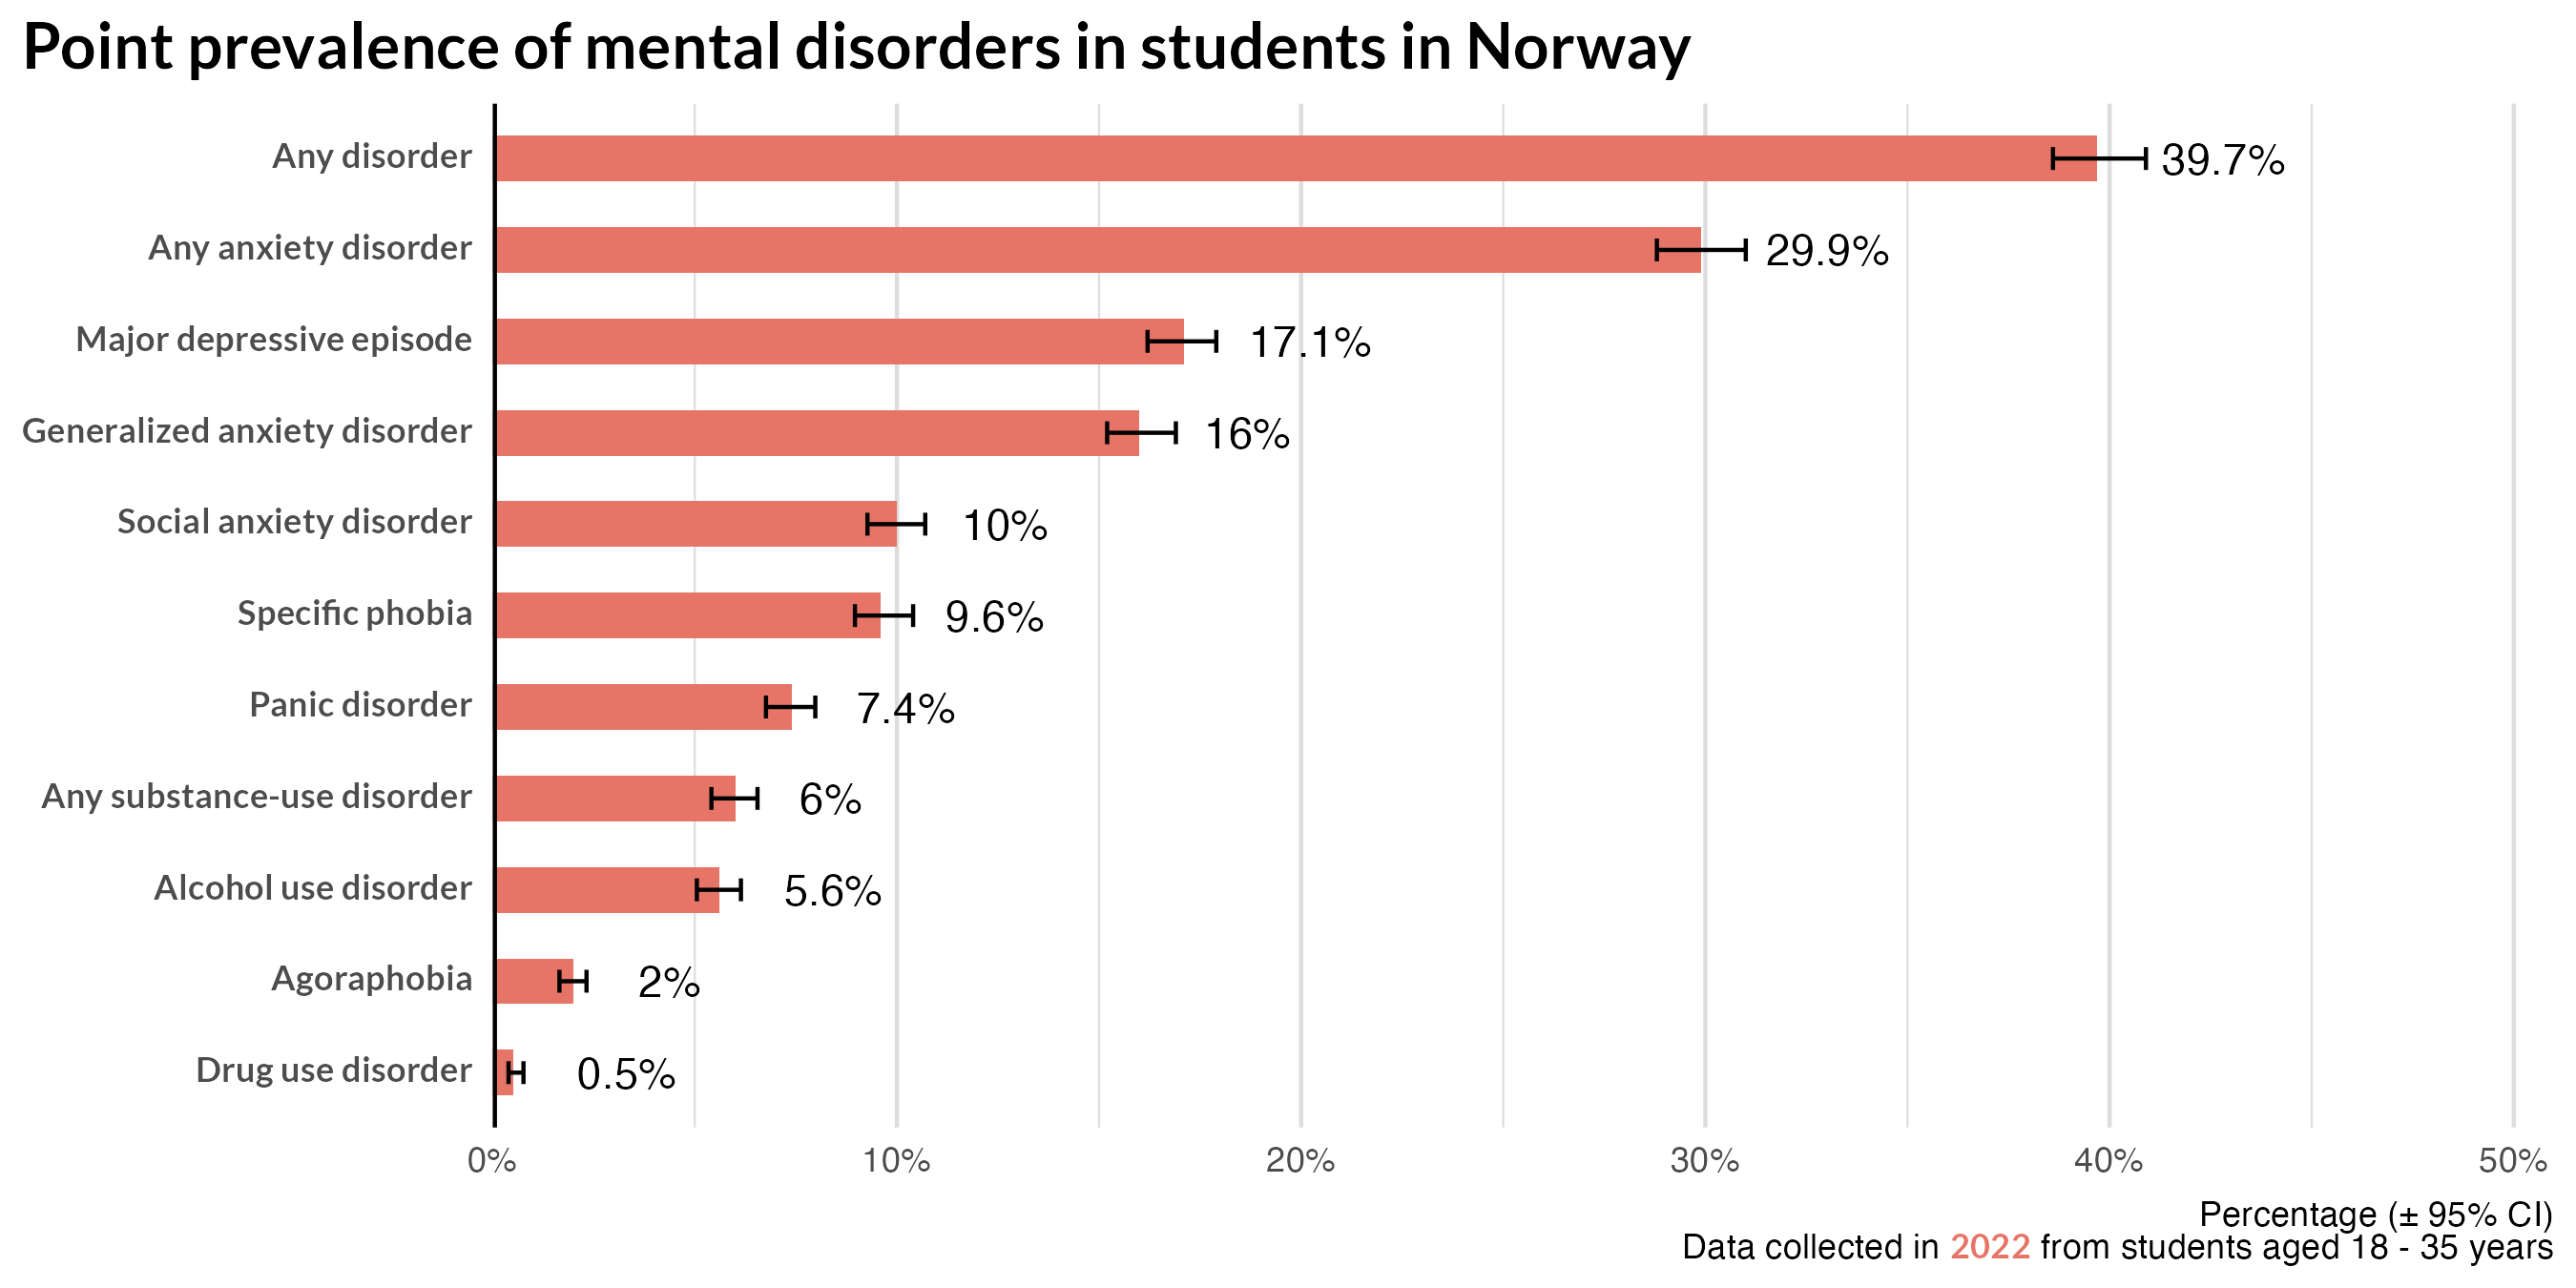 Point prevalence of mental disorders in students in Norway
Any disorder 39.7%
Any anxiety disorder 29.9%
Major depressive episode 17.1%
Generalized anxiety disorder 16%
Social anxiety disorder 10%
Specific phobia 9.6%
Panic disorder 7.4%
Any substance-use disorder 6%
Alcohol use disorder 5.6%
Agoraphobia 2%
Drug use disorder 0.5%
0% 10% 20% 30% 40% 50%
Percentage (± 95% CI)
Data collected in 2022 from students aged 18 - 35 years